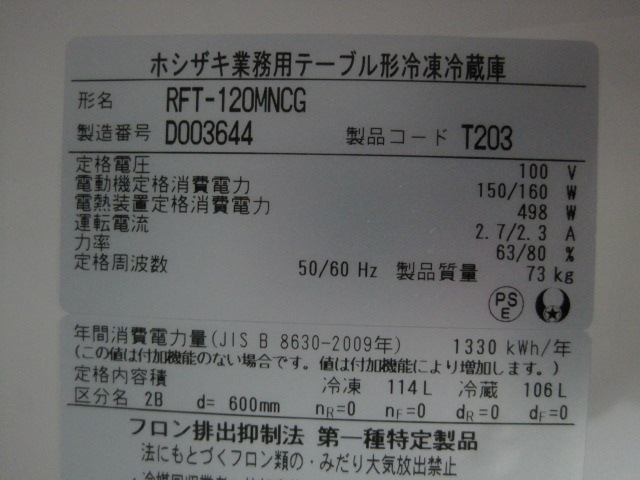 ホシザキ業務用テーブル形冷凍冷蔵庫
形名 RFT-120MNCG
製造番号 D003644 製品コード T203
定格電圧 100 V
電動機定格消費電力 150/160 W
電熱装置定格消費電力 498 W
運転電流 2.7/2.3 A
力率 63/80 %
定格周波数 50/60 Hz 製品質量 73 kg
PS
E
年間消費電力量(JIS B 8630-2009年) 1330 kWh/年
(この値は付加機能のない場合です。値は付加機能により増加します。)
定格内容積 冷凍 114L 冷蔵 106L
区分名 2B d= 600mm nR=0 nF=0 dR=0 dF=0
フロン排出抑制法 第一種特定製品
法にもとづくフロン類の・みだり大気放出禁止